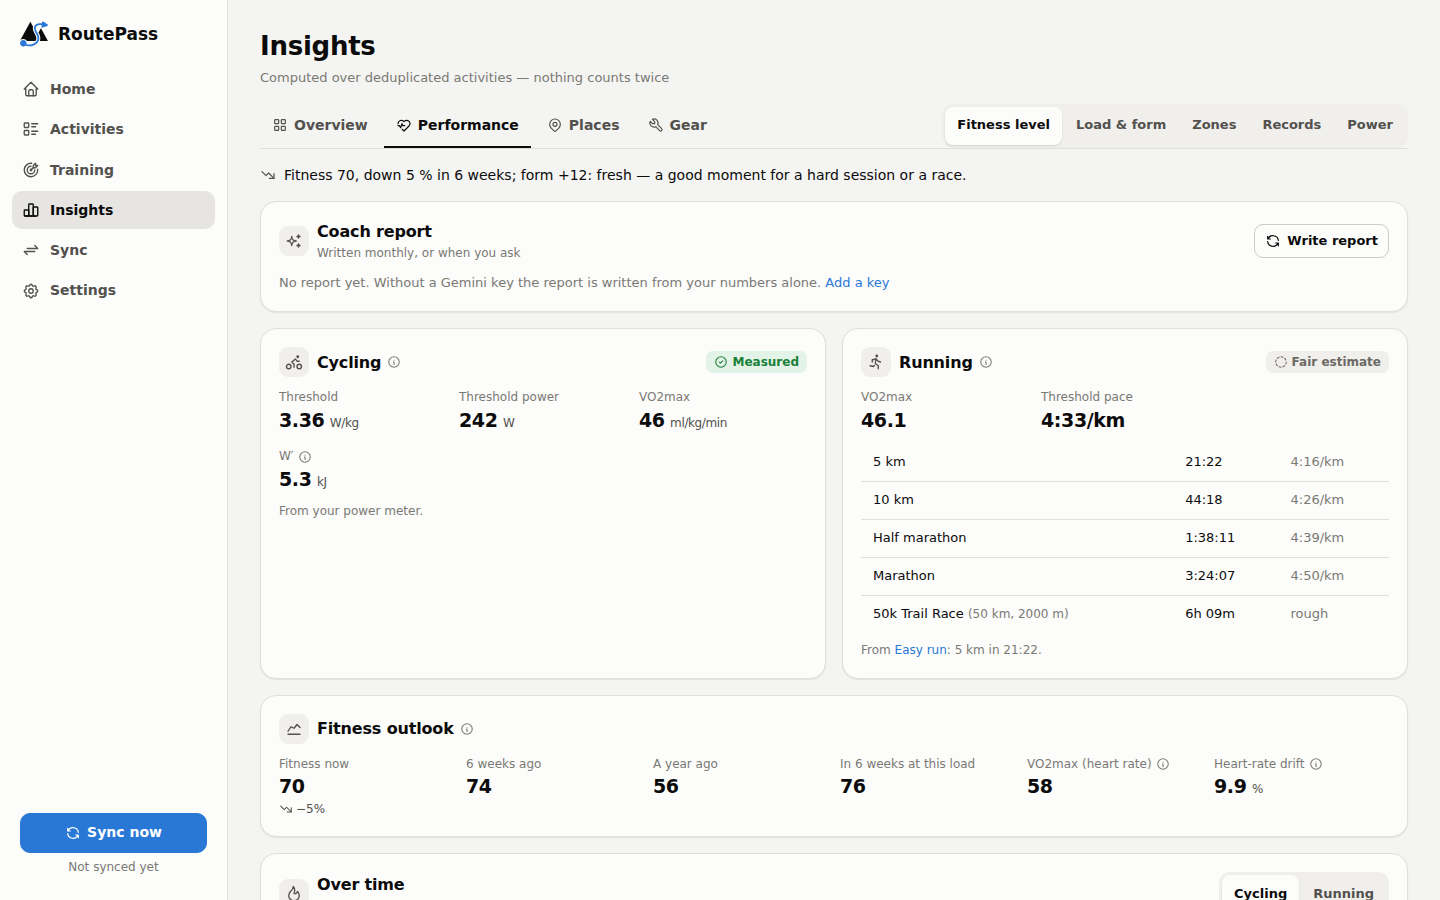 RoutePass
Home
Activities
Training
Insights
Sync
Settings
Sync now
Not synced yet
Insights
Computed over deduplicated activities — nothing counts twice
Overview Performance Places Gear
Fitness level Load & form Zones Records Power
Fitness 70, down 5 % in 6 weeks; form +12: fresh — a good moment for a hard session or a race.
Coach report
Written monthly, or when you ask
Write report
No report yet. Without a Gemini key the report is written from your numbers alone. Add a key
Cycling
Measured
Threshold Threshold power VO2max
3.36 W/kg 242 W 46 ml/kg/min
W′
5.3 kJ
From your power meter.
Running
Fair estimate
VO2max Threshold pace
46.1 4:33/km
5 km 21:22 4:16/km
10 km 44:18 4:26/km
Half marathon 1:38:11 4:39/km
Marathon 3:24:07 4:50/km
50k Trail Race (50 km, 2000 m) 6h 09m rough
From Easy run: 5 km in 21:22.
Fitness outlook
Fitness now 6 weeks ago A year ago In 6 weeks at this load VO2max (heart rate) Heart-rate drift
70 74 56 76 58 9.9 %
−5%
Over time
Cycling Running